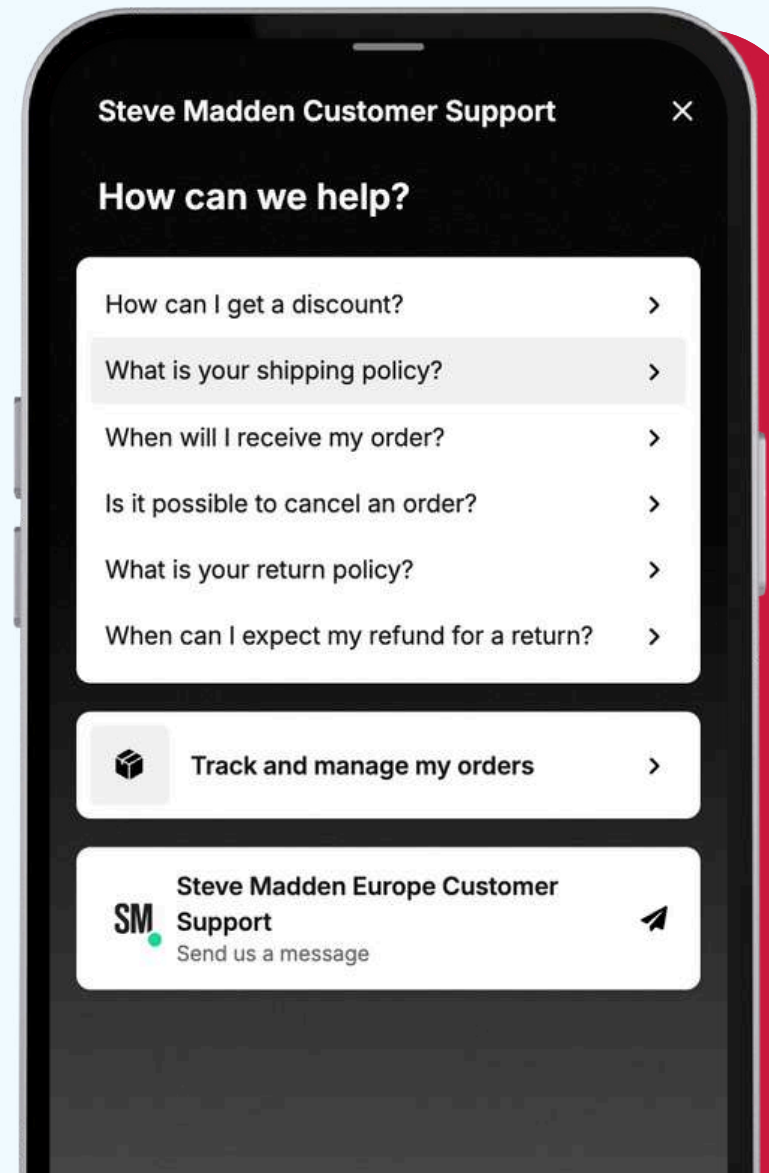 Steve Madden Customer Support
How can we help?
How can I get a discount?
What is your shipping policy?
When will I receive my order?
Is it possible to cancel an order?
What is your return policy?
When can I expect my refund for a return?
Track and manage my orders
SM
Steve Madden Europe Customer
Support
Send us a message